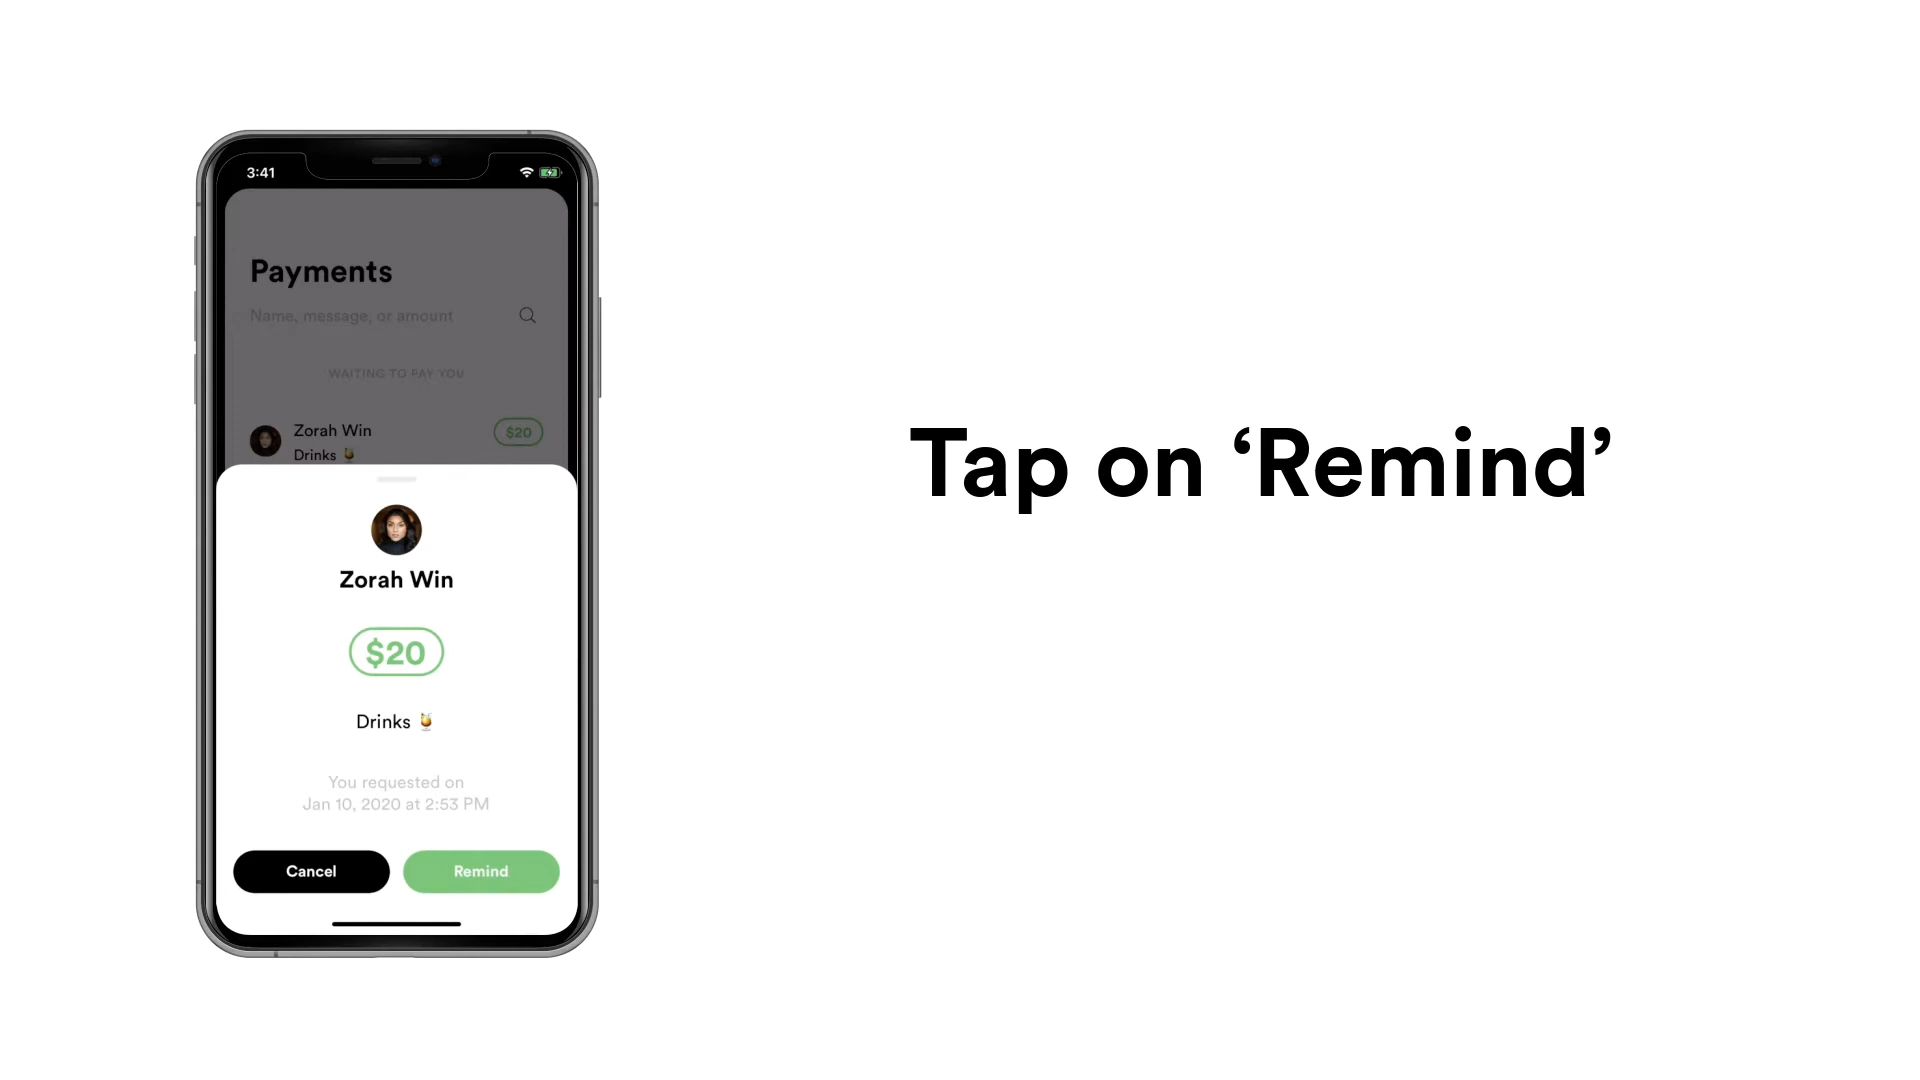 3:41
Payments
Name, message, or amount
WAITING TO PAY YOU
Zorah Win
$20
Drinks 🍹
Zorah Win
$20
Drinks 🍹
You requested on
Jan 10, 2020 at 2:53 PM
Cancel
Remind
Tap on ‘Remind’